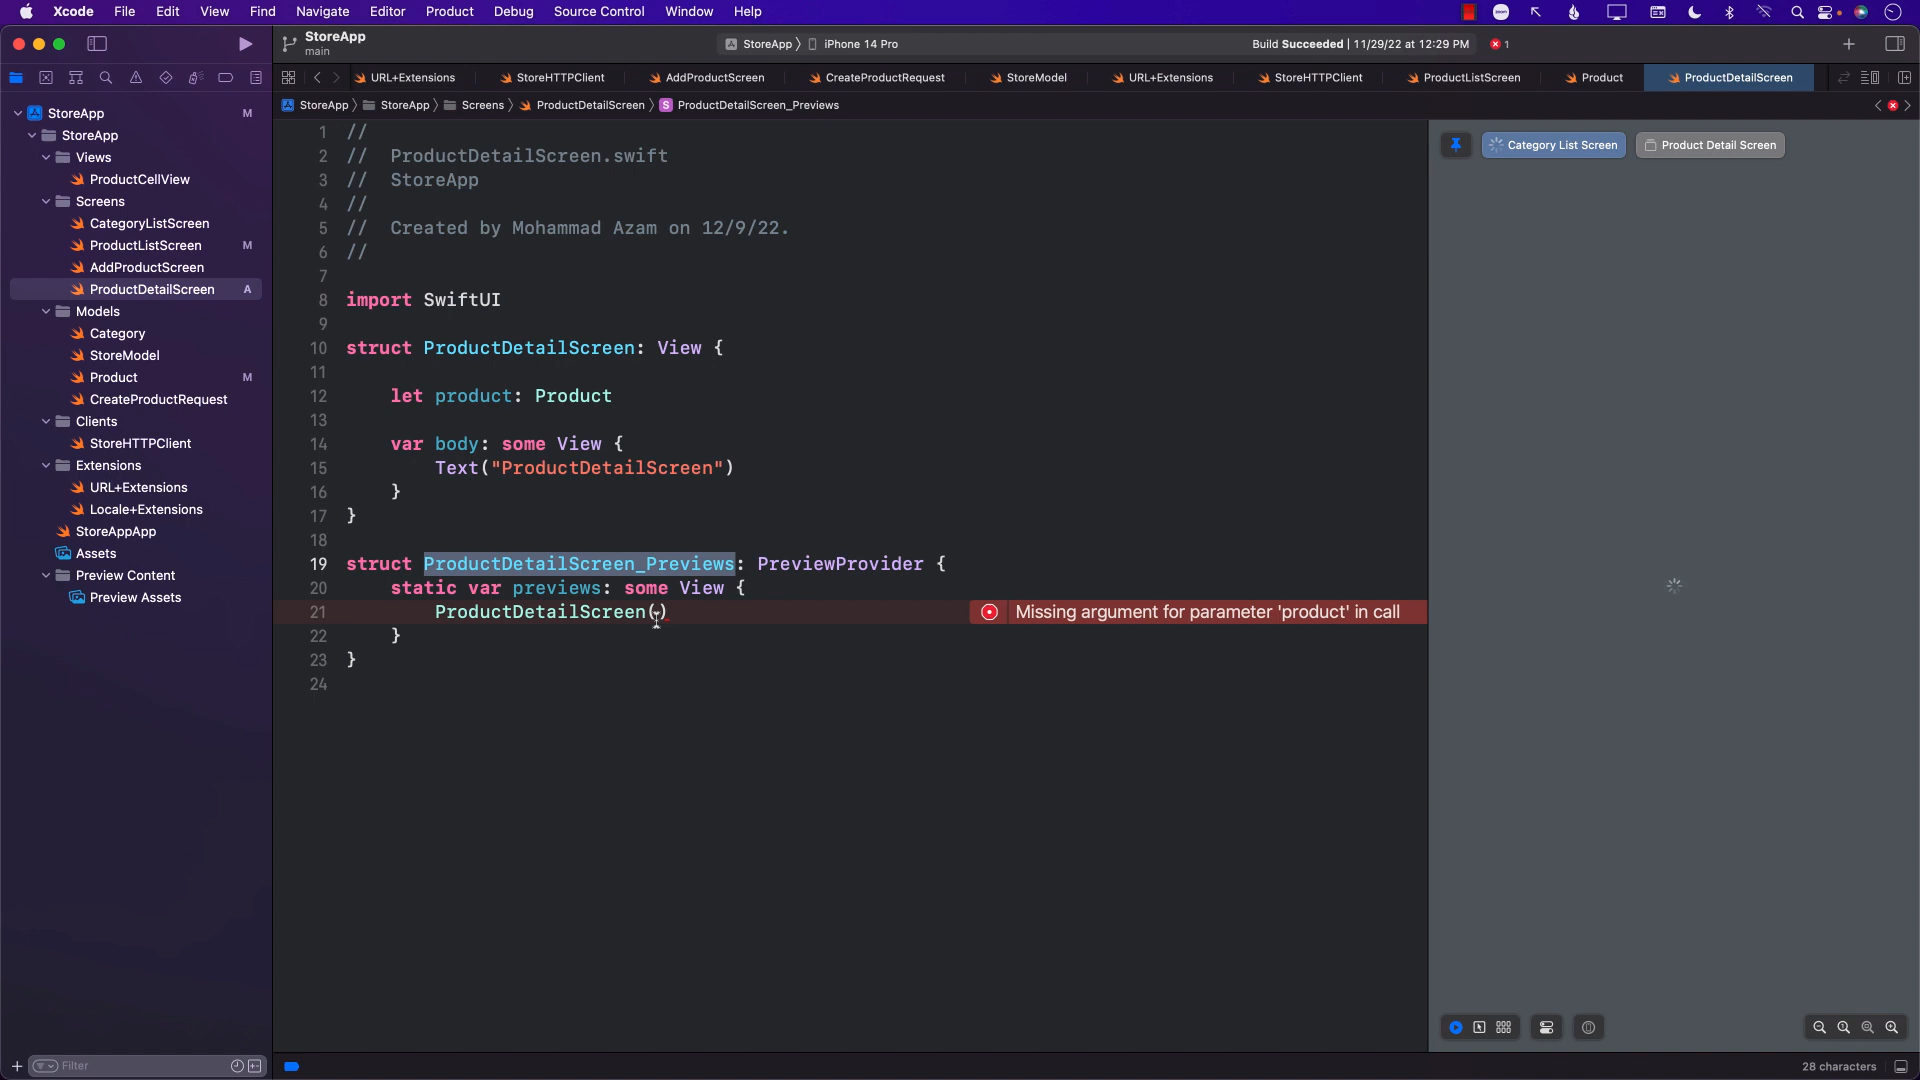 Xcode File Edit View Find Navigate Editor Product Debug Source Control Window Help
StoreApp
main
StoreApp iPhone 14 Pro
Build Succeeded | 11/29/22 at 12:29 PM
1
URL+Extensions StoreHTTPClient AddProductScreen CreateProductRequest StoreModel URL+Extensions StoreHTTPClient ProductListScreen Product ProductDetailScreen
StoreApp StoreApp Screens ProductDetailScreen S ProductDetailScreen_Previews
StoreApp M
StoreApp
Views
ProductCellView
Screens
CategoryListScreen
ProductListScreen M
AddProductScreen
ProductDetailScreen A
Models
Category
StoreModel
Product M
CreateProductRequest
Clients
StoreHTTPClient
Extensions
URL+Extensions
Locale+Extensions
StoreAppApp
Assets
Preview Content
Preview Assets
Filter
1 //
2 // ProductDetailScreen.swift
3 // StoreApp
4 //
5 // Created by Mohammad Azam on 12/9/22.
6 //
7
8 import SwiftUI
9
10 struct ProductDetailScreen: View {
11
12 let product: Product
13
14 var body: some View {
15 Text("ProductDetailScreen")
16 }
17 }
18
19 struct ProductDetailScreen_Previews: PreviewProvider {
20 static var previews: some View {
21 ProductDetailScreen() Missing argument for parameter 'product' in call
22 }
23 }
24
Category List Screen Product Detail Screen
28 characters